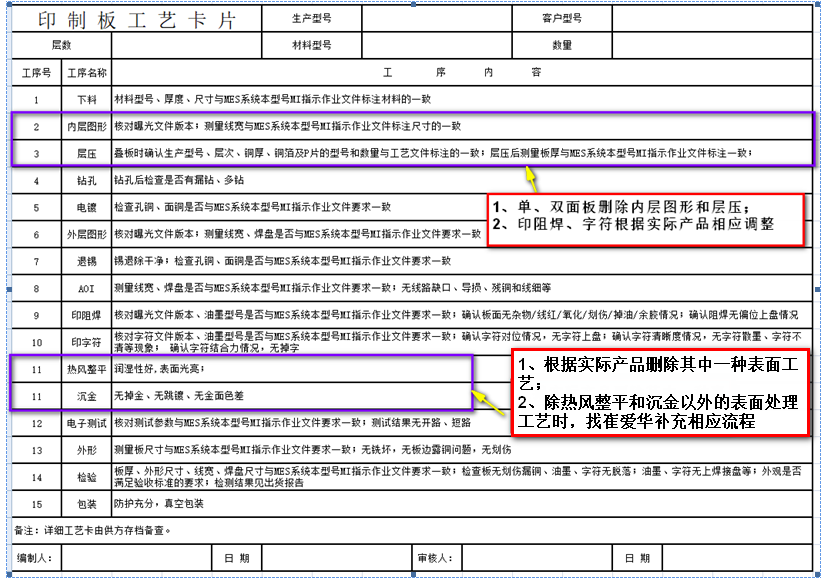 印制板工艺卡片 生产型号 客户型号
层数 材料型号 数量
工序号 工序名称 工 序 内 容
1 下料 材料型号、厚度、尺寸与MES系统本型号MI指示作业文件标注材料的一致
2 内层图形 核对曝光文件版本；测量线宽与MES系统本型号MI指示作业文件标注尺寸的一致
3 层压 叠板时确认生产型号、层次、铜厚、铜箔及P片的型号和数量与工艺文件标注的一致；层压后测量板厚与MES系统本型号MI指示作业文件标注一致；
4 钻孔 钻孔后检查是否有漏钻、多钻
1、单、双面板删除内层图形和层压；
2、印阻焊、字符根据实际产品相应调整
5 电镀 检查孔铜、面铜是否与MES系统本型号MI指示作业文件要求一致
6 外层图形 核对曝光文件版本；测量线宽、焊盘是否与MES系统本型号MI指示作业文件要求一致
7 退锡 锡退除干净；检查孔铜、面铜是否与MES系统本型号MI指示作业文件要求一致
8 AOI 测量线宽、焊盘是否与MES系统本型号MI指示作业文件要求一致；无线路缺口、导损、残铜和线细等
9 印阻焊 核对曝光文件版本、油墨型号是否与MES系统本型号MI指示作业文件要求一致；确认板面无杂物/线红/氧化/划伤/掉油/余胶情况；确认阻焊无偏位上盘情况
10 印字符 核对字符文件版本、油墨型号是否与MES系统本型号MI指示作业文件要求一致；确认字符对位情况，无字符上盘；确认字符清晰度情况，无字符散墨、字符不
清等现象； 确认字符结合力情况，无掉字
11 热风整平 润湿性好,表面光亮；
11 沉金 无掉金、无跳镀、无金面色差
1、根据实际产品删除其中一种表面工
艺；
2、除热风整平和沉金以外的表面处理
工艺时，找崔爱华补充相应流程
12 电子测试 核对测试参数与MES系统本型号MI指示作业文件要求一致；测试结果无开路、短路
13 外形 测量板尺寸与MES系统本型号MI指示作业文件要求一致；无铣坏，无板边露铜问题，无划伤
14 检验 板厚、外形尺寸、线宽、焊盘尺寸与MES系统本型号MI指示作业文件要求一致；检查板无划伤漏铜、油墨、字符无脱落；油墨、字符无上焊接盘等；外观是否
满足验收标准的要求；检测结果见出货报告
15 包装 防护充分，真空包装
备注：详细工艺卡由供方存档备查。
编制人： 日 期 审核人： 日 期